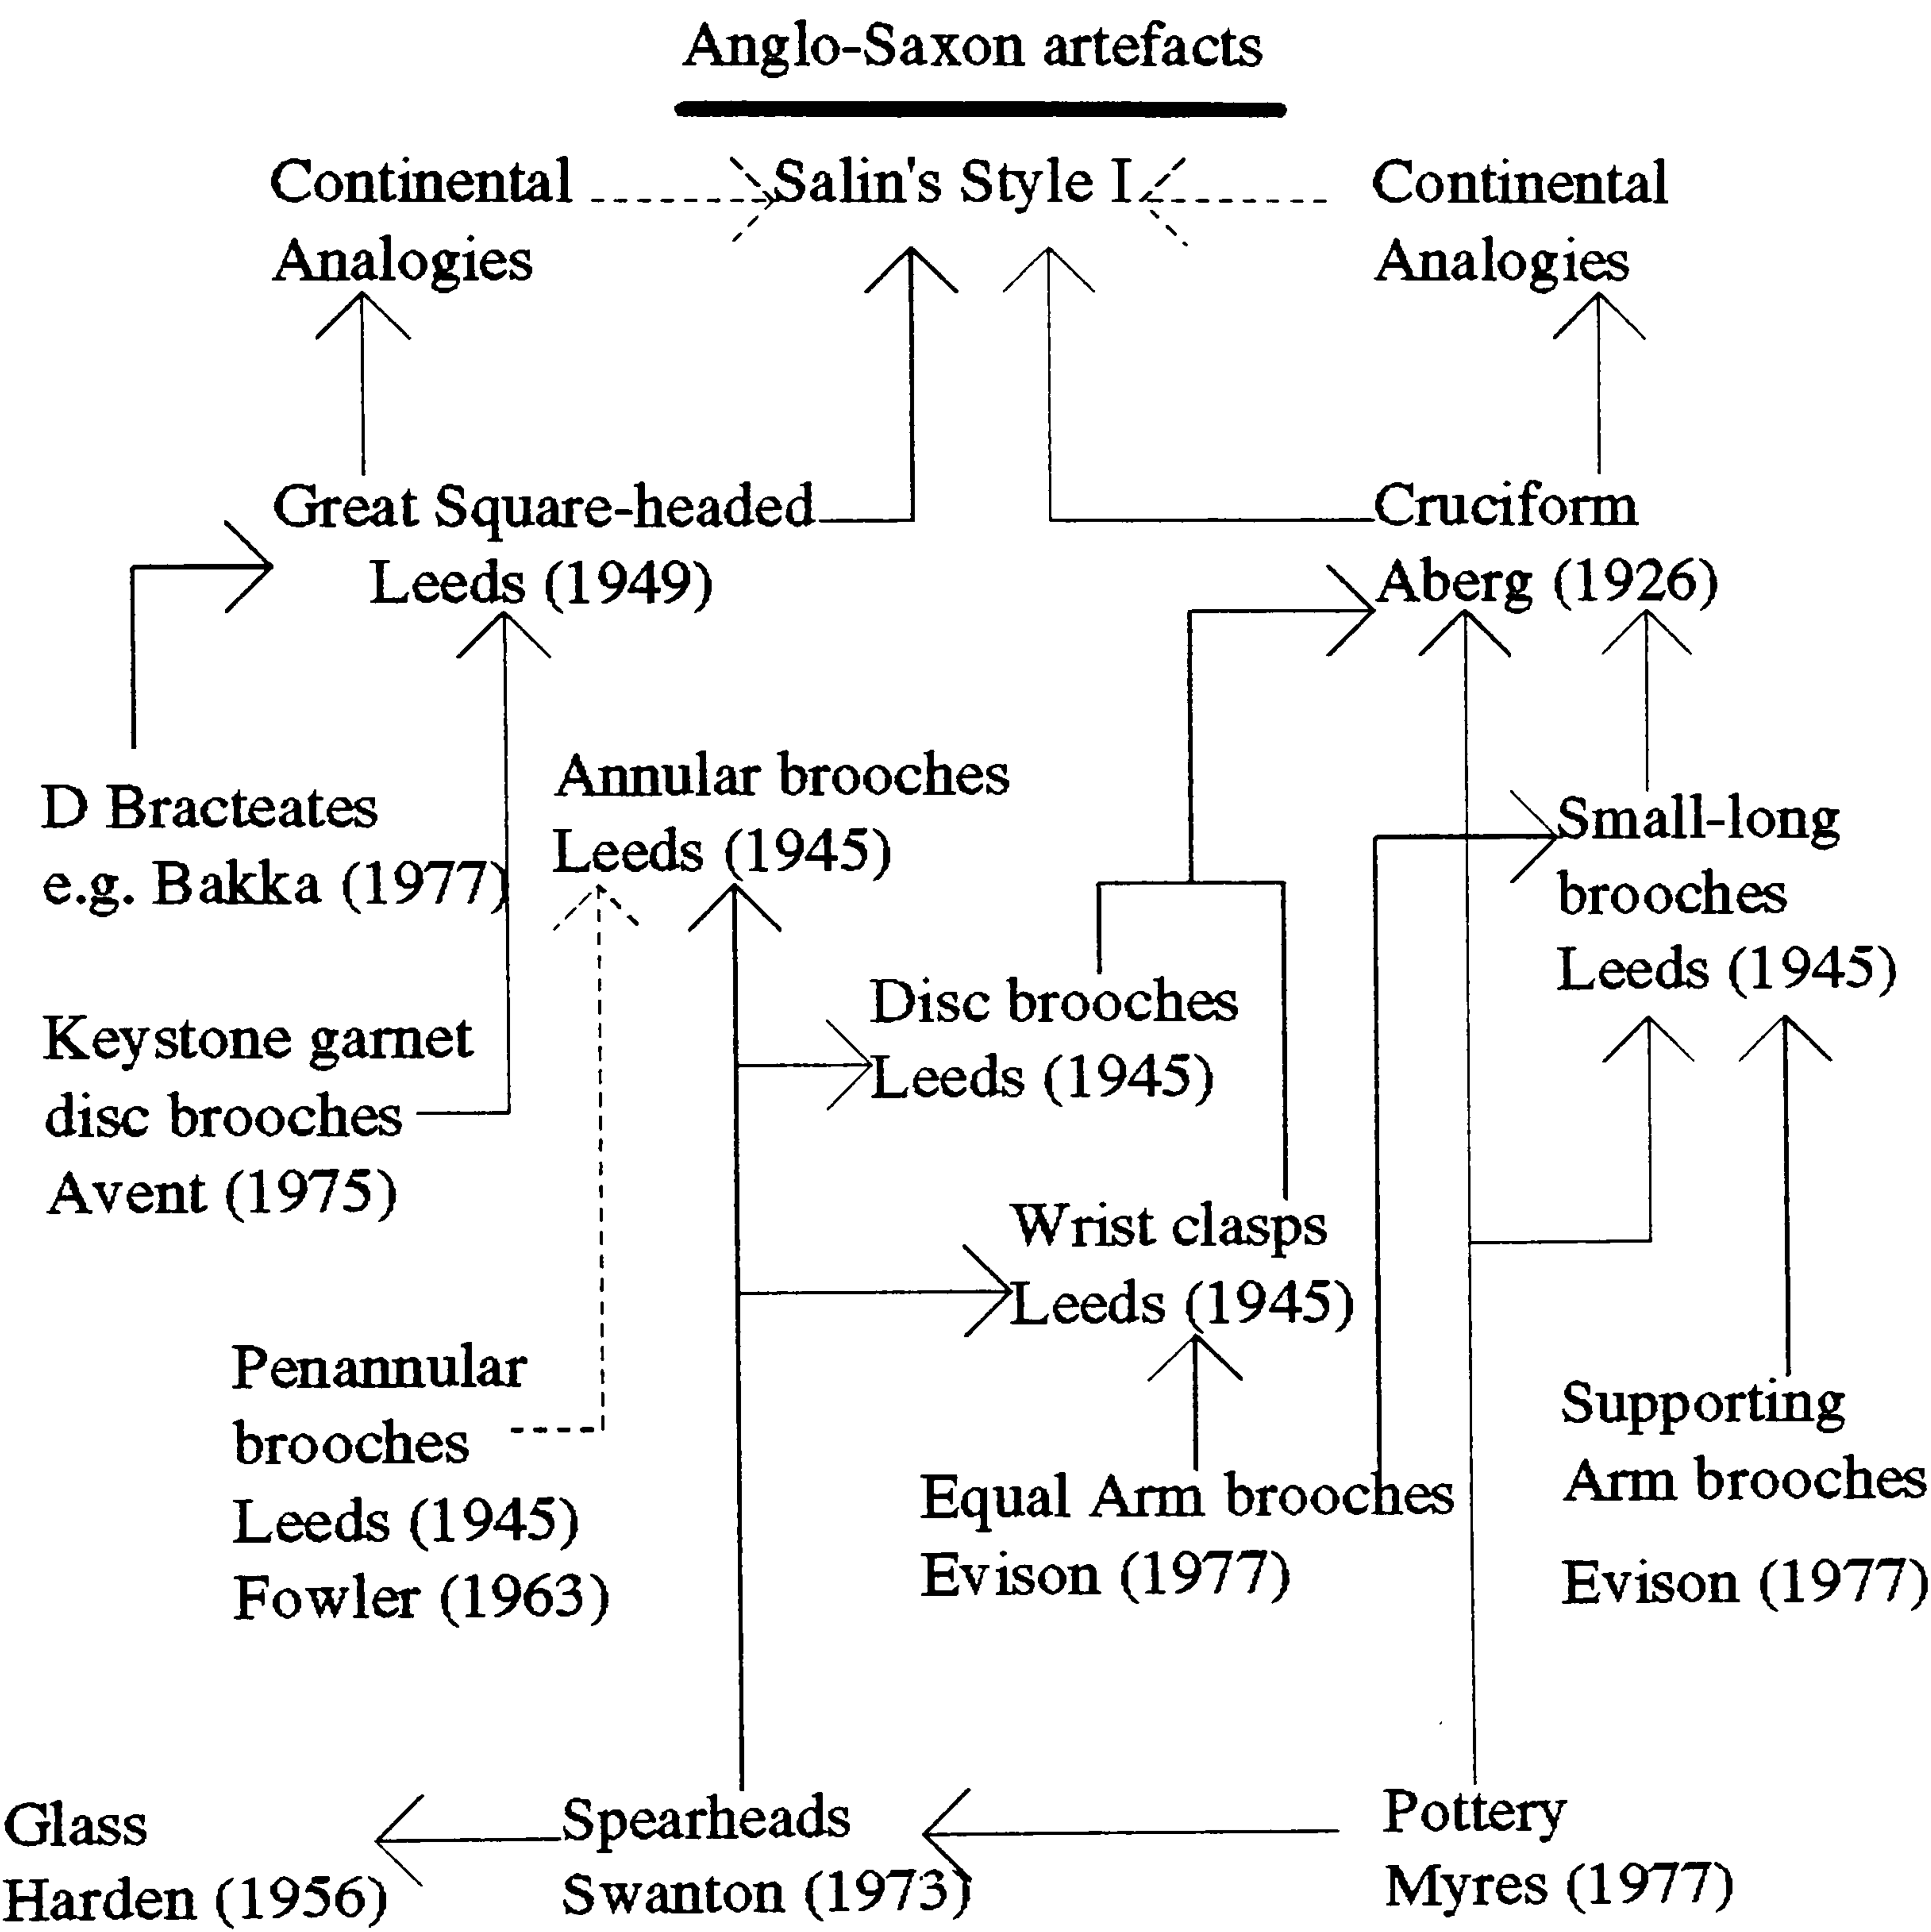 Anglo-Saxon artefacts
Continental
Analogies
Salin's Style I
Continental
Analogies
Great Square-headed
Leeds (1949)
Cruciform
Aberg (1926)
D Bracteates
e.g. Bakka (1977)
Annular brooches
Leeds (1945)
Small-long
brooches
Leeds (1945)
Keystone garnet
disc brooches
Avent (1975)
Disc brooches
Leeds (1945)
Wrist clasps
Leeds (1945)
Penannular
brooches
Leeds (1945)
Fowler (1963)
Equal Arm brooches
Evison (1977)
Supporting
Arm brooches
Evison (1977)
Glass
Harden (1956)
Spearheads
Swanton (1973)
Pottery
Myres (1977)